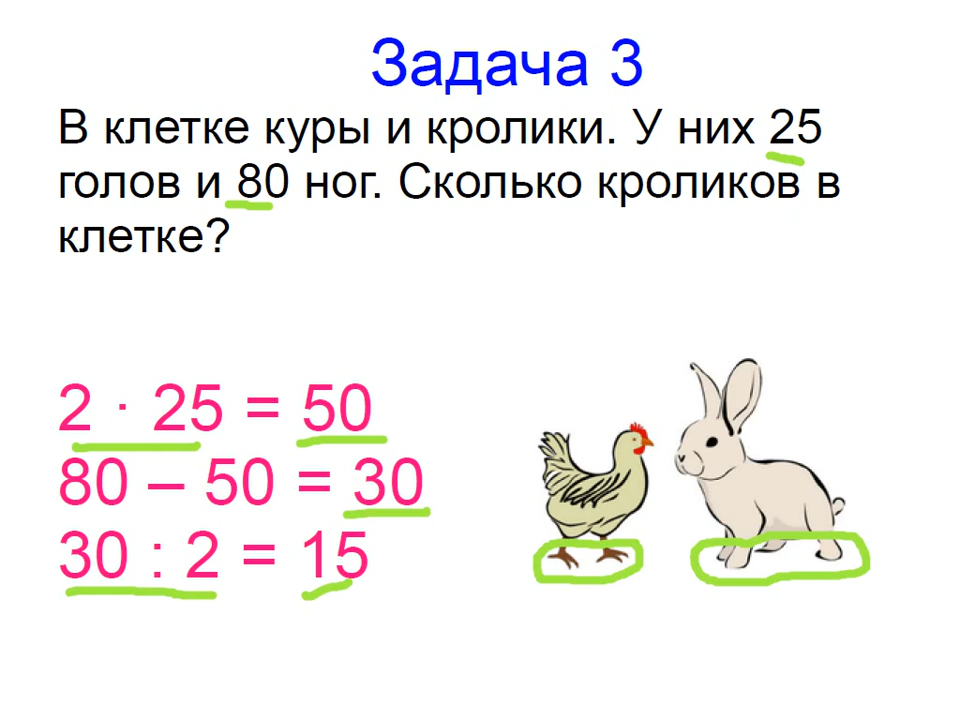 Задача 3
В клетке куры и кролики. У них 25
голов и 80 ног. Сколько кроликов в
клетке?
2 · 25 = 50
80 – 50 = 30
30 : 2 = 15